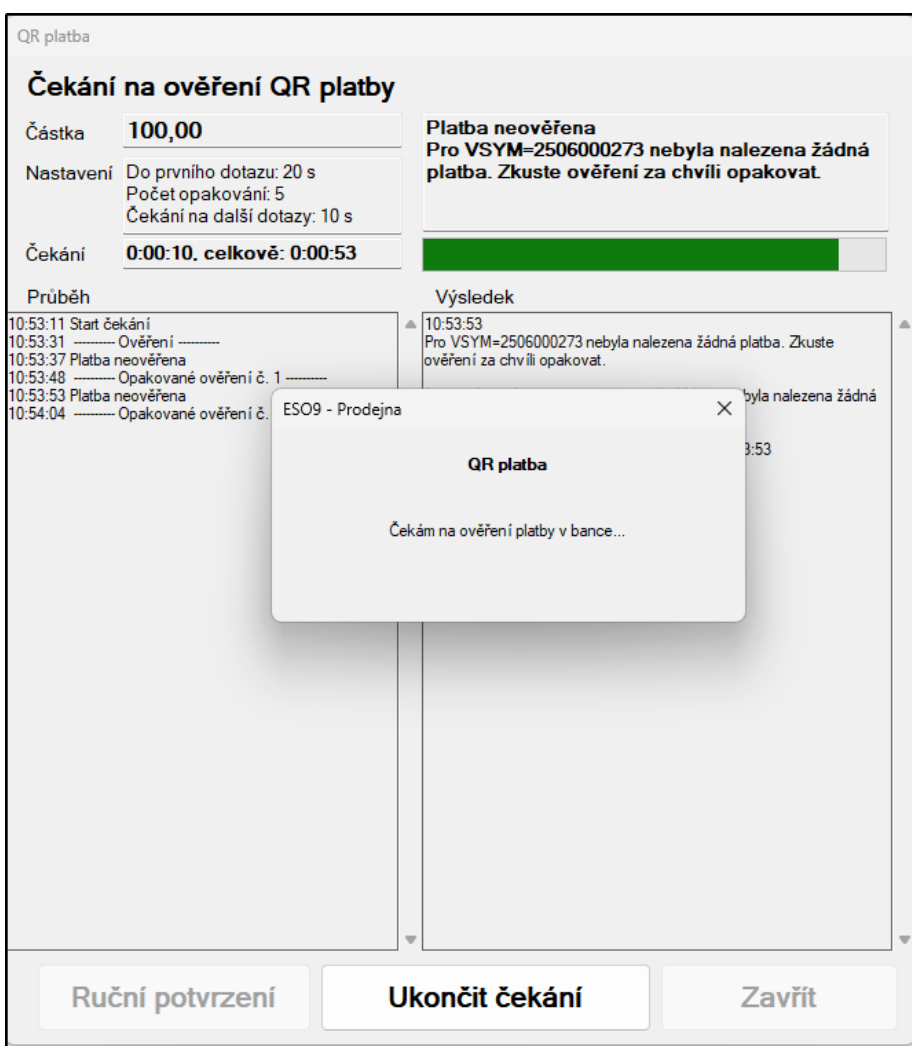 QR platba
Čekání na ověření QR platby
Částka
100,00
Nastavení
Do prvního dotazu: 20 s
Počet opakování: 5
Čekání na další dotazy: 10 s
Čekání
0:00:10, celkově: 0:00:53
Platba neověřena
Pro VSYM=2506000273 nebyla nalezena žádná
platba. Zkuste ověření za chvíli opakovat.
Průběh
10:53:11 Start čekání
10:53:31 ---------- Ověření ----------
10:53:37 Platba neověřena
10:53:48 ---------- Opakované ověření č. 1 ----------
10:53:53 Platba neověřena
10:54:04 ---------- Opakované ověření č.
Výsledek
10:53:53
Pro VSYM=2506000273 nebyla nalezena žádná platba. Zkuste
ověření za chvíli opakovat.
byla nalezena žádná
3:53
ESO9 - Prodejna
QR platba
Čekám na ověření platby v bance...
Ruční potvrzení
Ukončit čekání
Zavřít